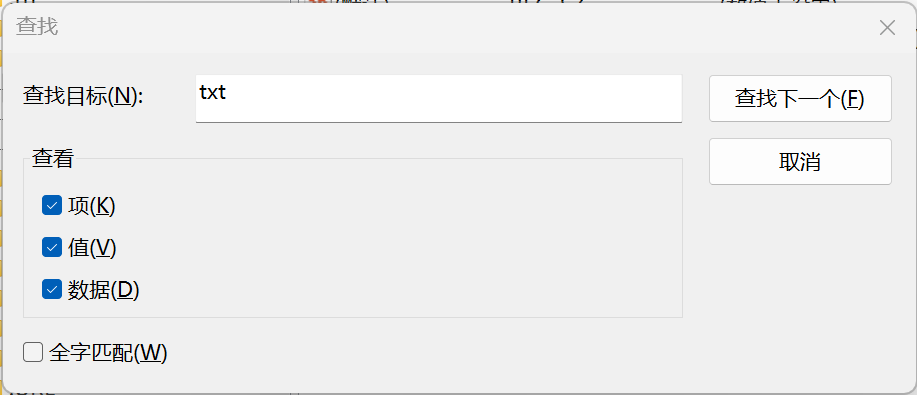 查找
查找目标(N):
txt
查找下一个(F)
取消
查看
项(K)
值(V)
数据(D)
全字匹配(W)